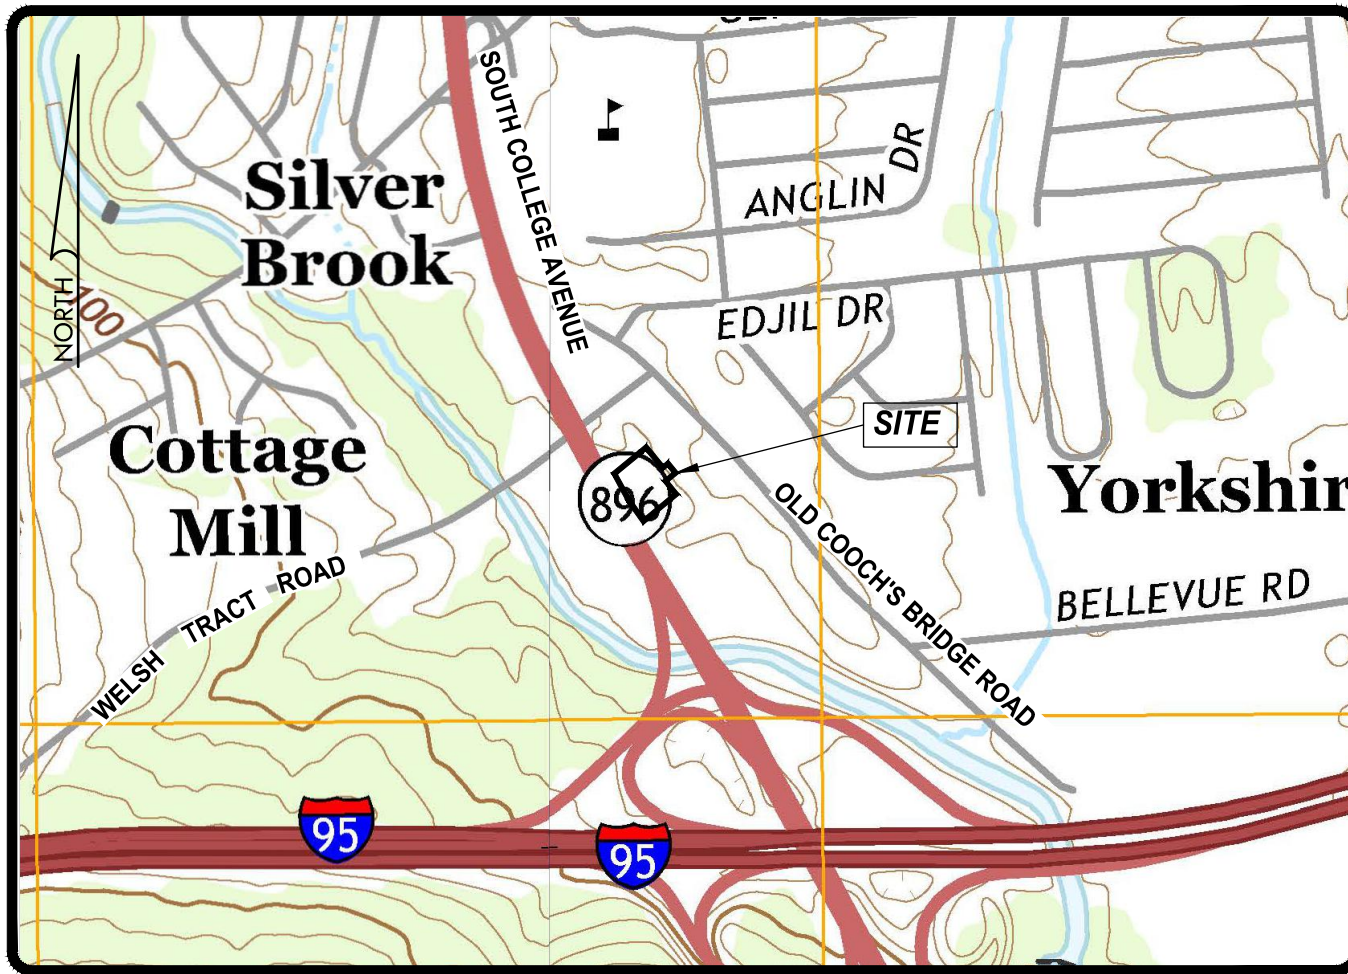 SOUTH COLLEGE AVENUE
Silver
Brook
ANGLIN
DR
NORTH
100
EDJIL DR
SITE
Cottage
Mill
896
Yorkshir
OLD COOCH'S BRIDGE ROAD
WELSH TRACT ROAD
BELLEVUE RD
95
95